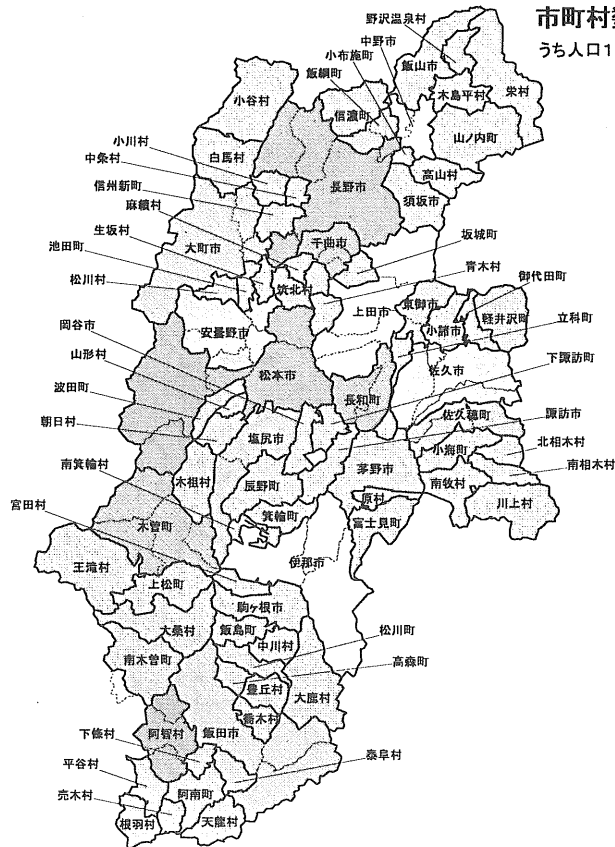 市町村
うち人口1
野沢温泉村
中野市
小布施町
飯綱町
飯山市
栄村
木島平村
信濃町
小谷村
山ノ内町
小川村
中条村
信州新町
麻績村
生坂村
池田町
松川村
岡谷市
山形村
波田町
朝日村
南箕輪村
宮田村
白馬村
長野市
高山村
須坂市
大町市
千曲市
坂城町
青木村
筑北村
御代田町
上田市
東御市
小諸市
軽井沢町
立科町
安曇野市
松本市
長和町
佐久市
下諏訪町
諏訪市
佐久穂町
北相木村
小海町
南相木村
南牧村
川上村
塩尻市
茅野市
木祖村
辰野町
原村
箕輪町
富士見町
木曽町
伊那市
王滝村
上松町
駒ヶ根市
大桑村
飯島町
中川村
松川町
南木曽町
高森町
豊丘村
大鹿村
喬木村
阿智村
飯田市
下條村
泰阜村
平谷村
売木村
阿南町
根羽村
天龍村